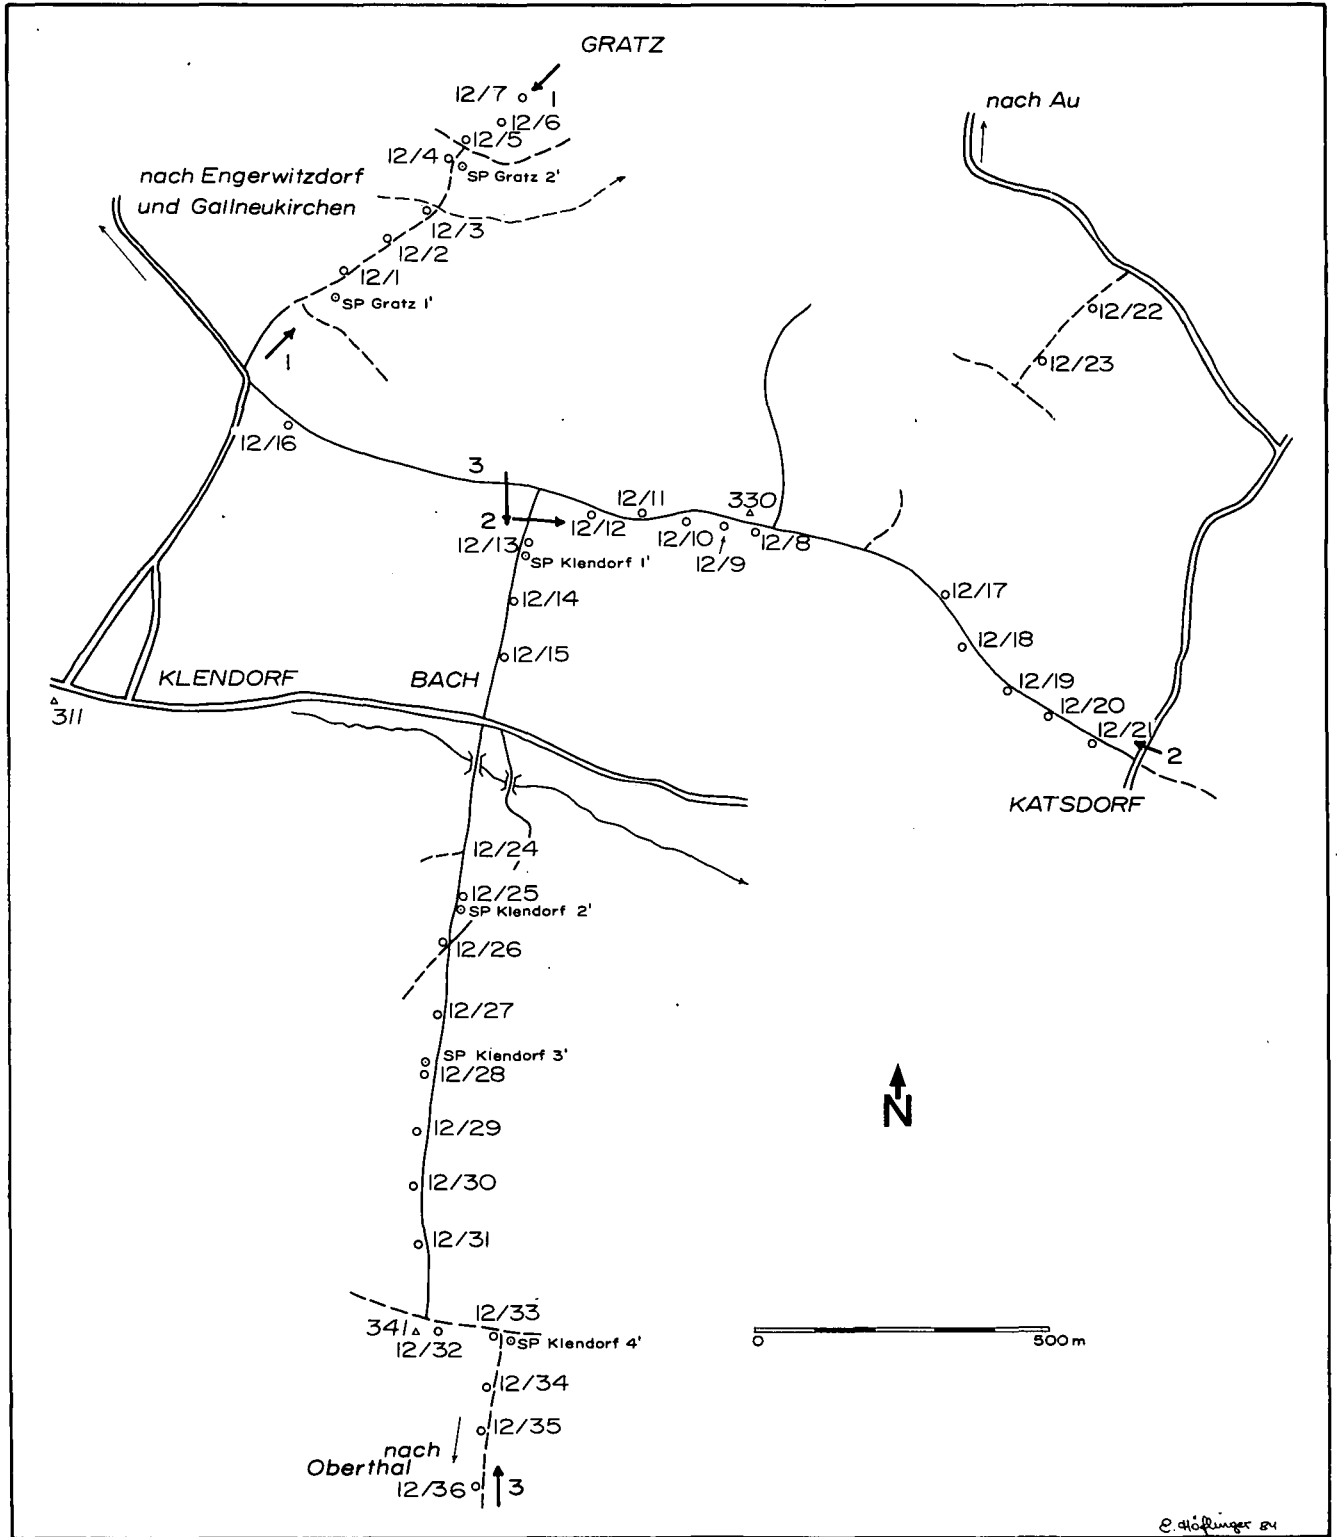 GRATZ
12/7
1
12/6
12/5
nach Au
12/4
SP Gratz 2'
nach Engerwitzdorf
und Gallneukirchen
12/3
12/2
12/1
SP Gratz 1'
12/22
1
12/23
12/16
3
12/11
330
2
12/12
12/10
12/8
12/13
SP Klendorf 1'
12/9
12/14
12/17
12/15
12/18
KLENDORF
BACH
12/19
311
12/20
12/21
2
KATSDORF
12/24
12/25
SP Klendorf 2'
12/26
12/27
SP Klendorf 3'
12/28
N
12/29
12/30
12/31
12/33
341
12/32
SP Klendorf 4'
0
500 m
12/34
12/35
nach
Oberthal
12/36
3
E. Höflinger 84